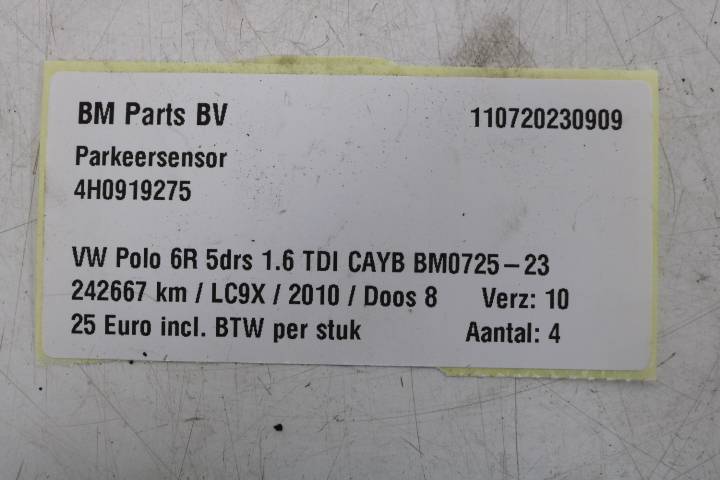 BM Parts BV 110720230909
Parkeersensor
4H0919275
VW Polo 6R 5drs 1.6 TDI CAYB BM0725-23
242667 km / LC9X / 2010 / Doos 8 Verz: 10
25 Euro incl. BTW per stuk Aantal: 4